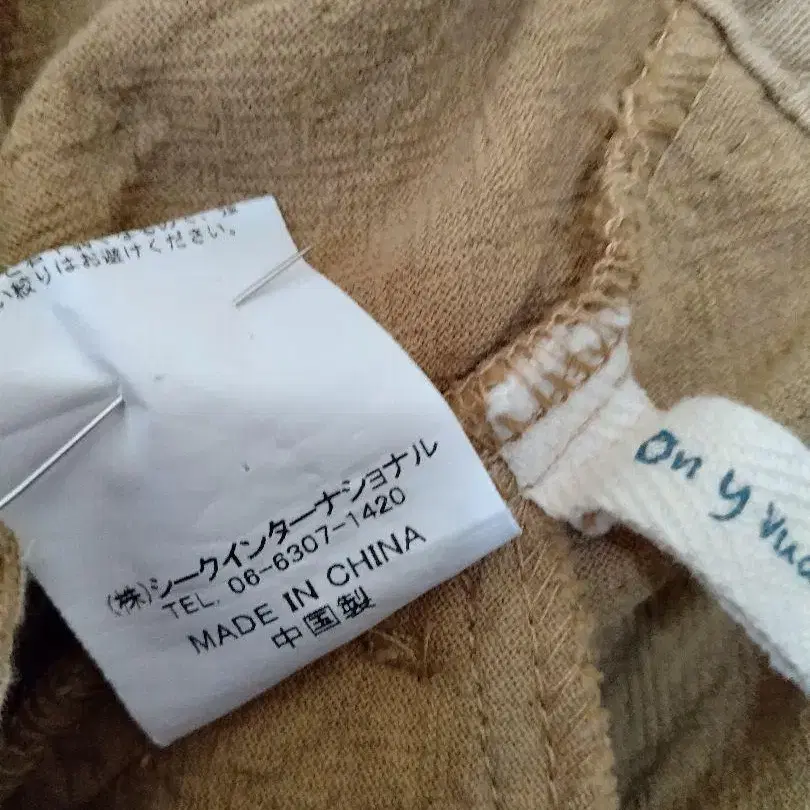 い絞りはお避けください。
(株)シークインターナショナル
TEL. 06-6307-1420
MADE IN CHINA
中国製
On y